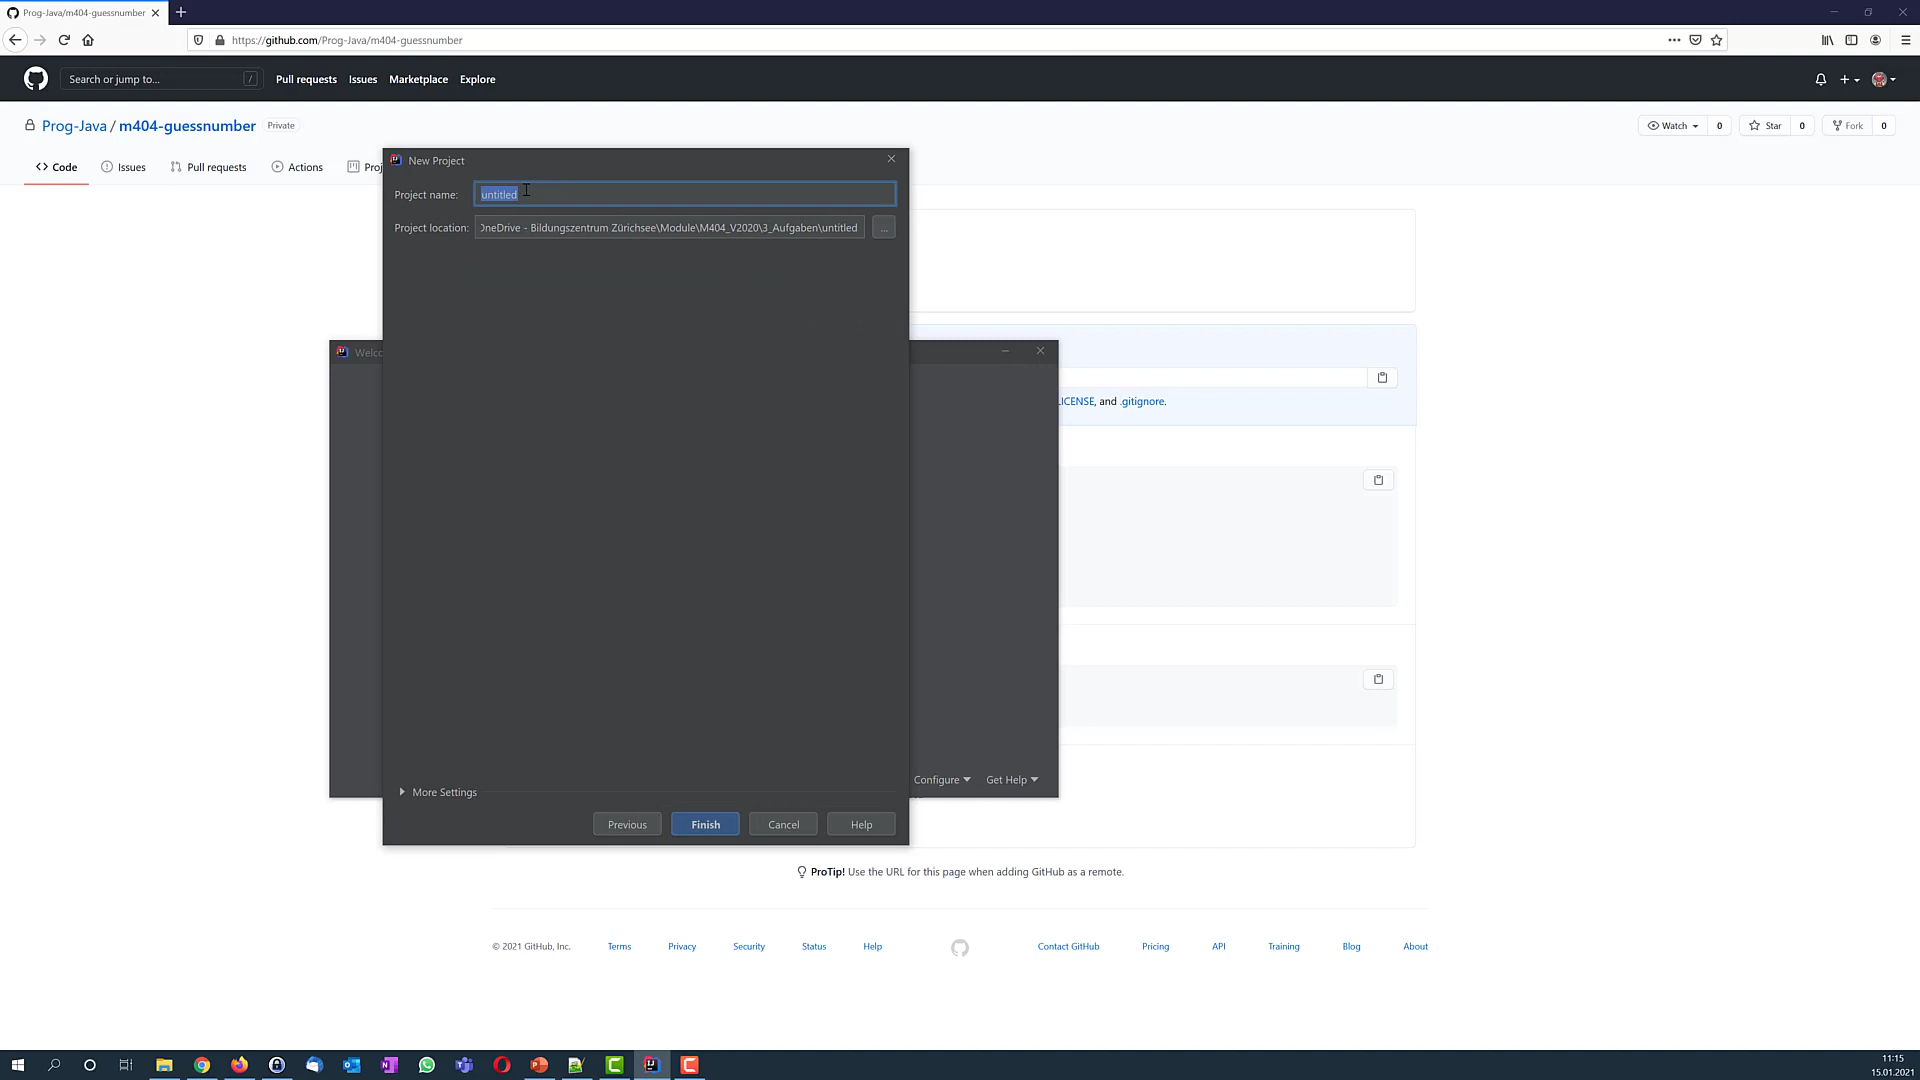 Prog-Java/m404-guessnumber
https://github.com/Prog-Java/m404-guessnumber
Search or jump to...
/
Pull requests
Issues
Marketplace
Explore
Prog-Java / m404-guessnumber
Private
Watch
0
Star
0
Fork
0
Code
Issues
Pull requests
Actions
New Project
Project name:
untitled
Project location:
OneDrive - Bildungszentrum Zürichsee\Module\M404_V2020\3_Aufgaben\untitled
...
LICENSE, and .gitignore.
Configure
Get Help
More Settings
Previous
Finish
Cancel
Help
ProTip! Use the URL for this page when adding GitHub as a remote.
© 2021 GitHub, Inc.
Terms
Privacy
Security
Status
Help
Contact GitHub
Pricing
API
Training
Blog
About
11:15
15.01.2021